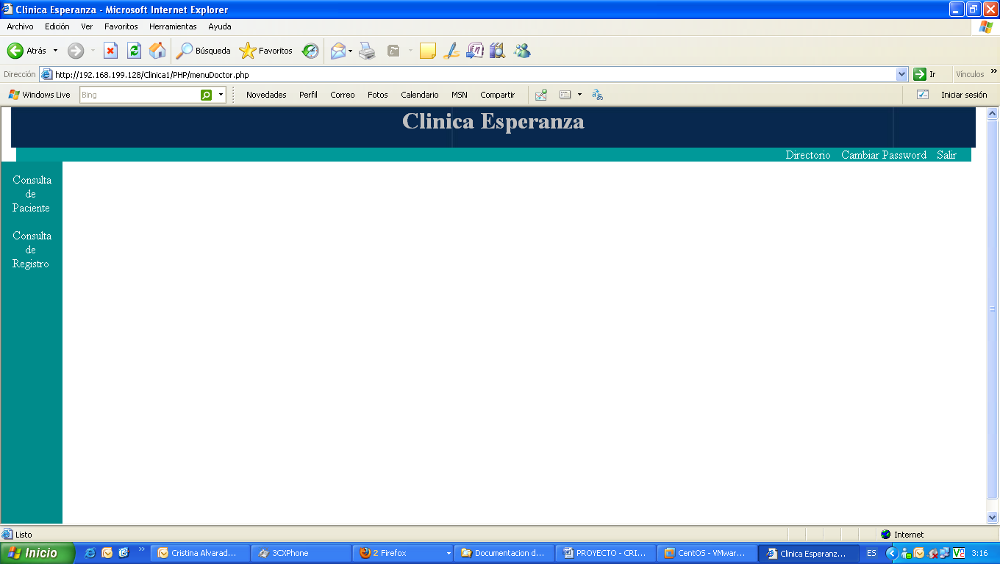 Clinica Esperanza - Microsoft Internet Explorer
Archivo Edición Ver Favoritos Herramientas Ayuda
Atrás Búsqueda Favoritos
Dirección http://192.168.199.128/Clinica1/PHP/menuDoctor.php Ir Vínculos »
Windows Live Bing Novedades Perfil Correo Fotos Calendario MSN Compartir Iniciar sesión
Clinica Esperanza
Directorio Cambiar Password Salir
Consulta
de
Paciente
Consulta
de
Registro
Listo Internet
Inicio » Cristina Alvarad... 3CXPhone 2 Firefox Documentacion d... PROYECTO - CRI... CentOS - VMwar... Clinica Esperanz... ES 3:16